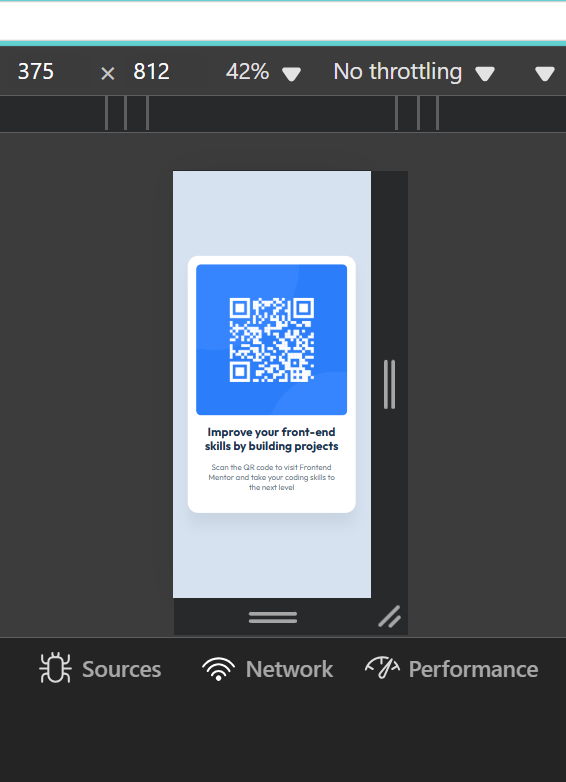 375 × 812 42% No throttling
Improve your front-end
skills by building projects
Scan the QR code to visit Frontend
Mentor and take your coding skills to
the next level
Sources Network Performance